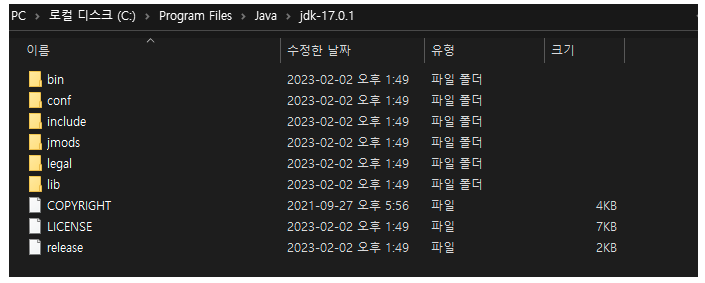 PC > 로컬 디스크 (C:) > Program Files > Java > jdk-17.0.1
이름 수정한 날짜 유형 크기
bin 2023-02-02 오후 1:49 파일 폴더
conf 2023-02-02 오후 1:49 파일 폴더
include 2023-02-02 오후 1:49 파일 폴더
jmods 2023-02-02 오후 1:49 파일 폴더
legal 2023-02-02 오후 1:49 파일 폴더
lib 2023-02-02 오후 1:49 파일 폴더
COPYRIGHT 2021-09-27 오후 5:56 파일 4KB
LICENSE 2023-02-02 오후 1:49 파일 7KB
release 2023-02-02 오후 1:49 파일 2KB